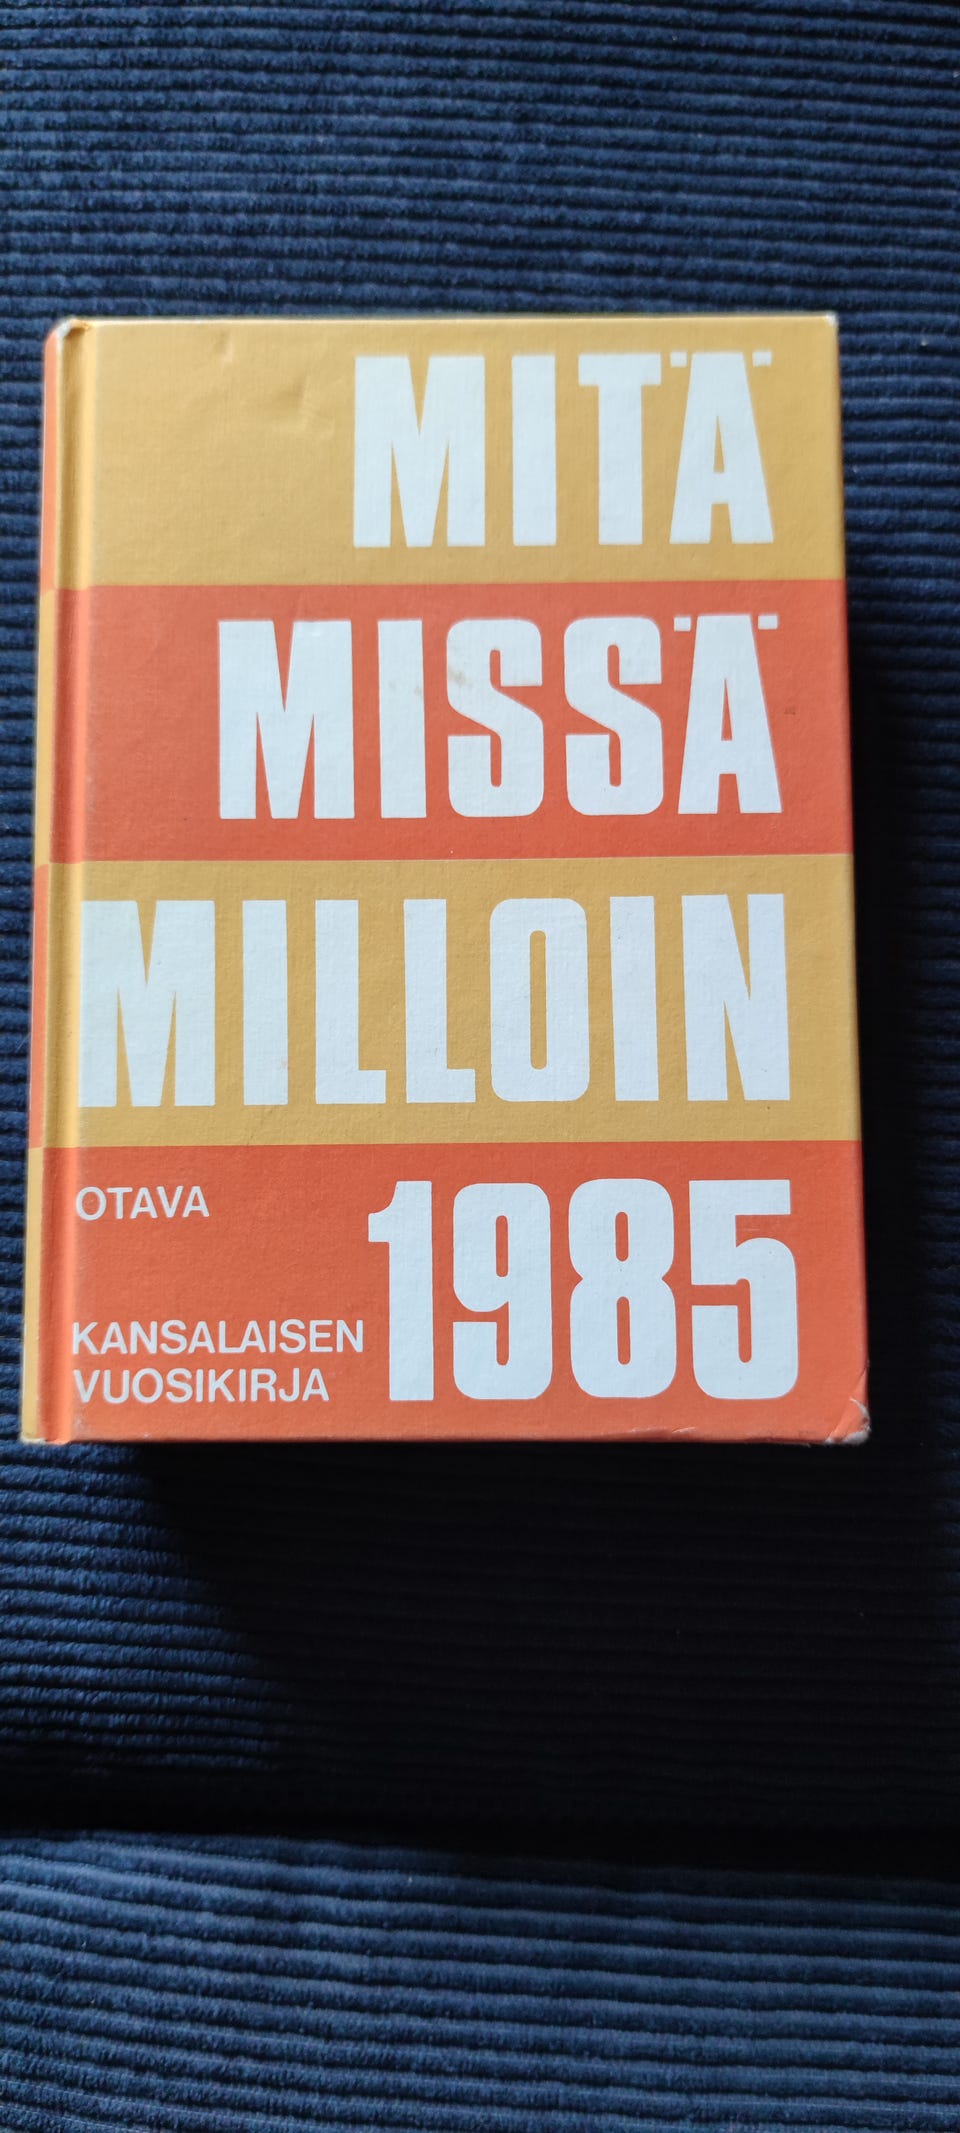 MITÄ
MISSÄ
MILLOIN
1985
OTAVA
KANSALAISEN
VUOSIKIRJA